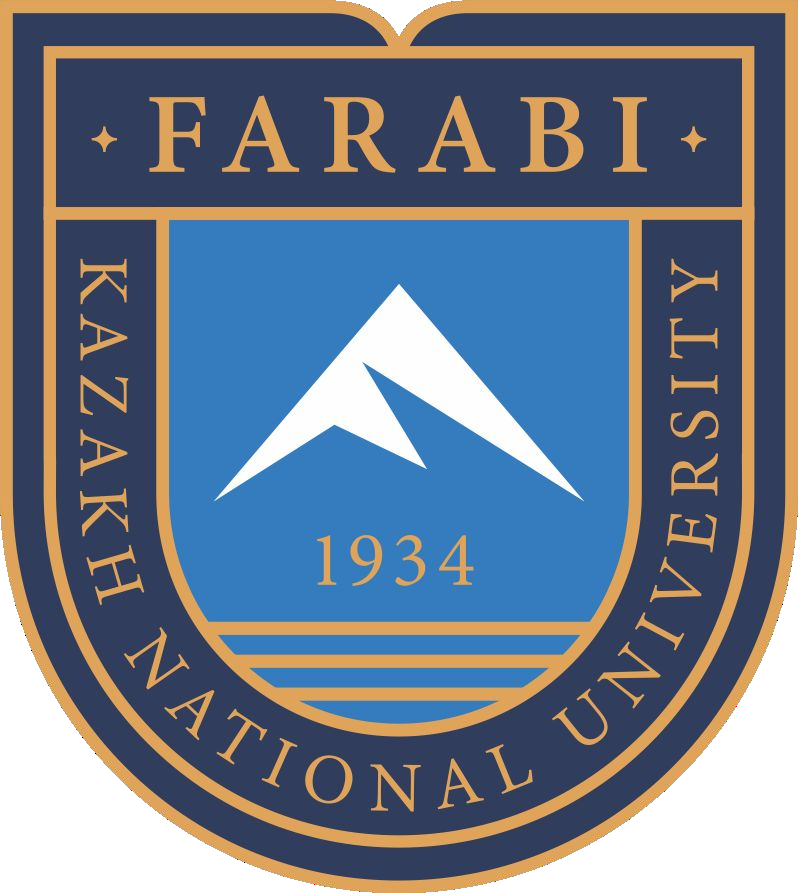 · FARABI ·
KAZAKH NATIONAL UNIVERSITY
1934